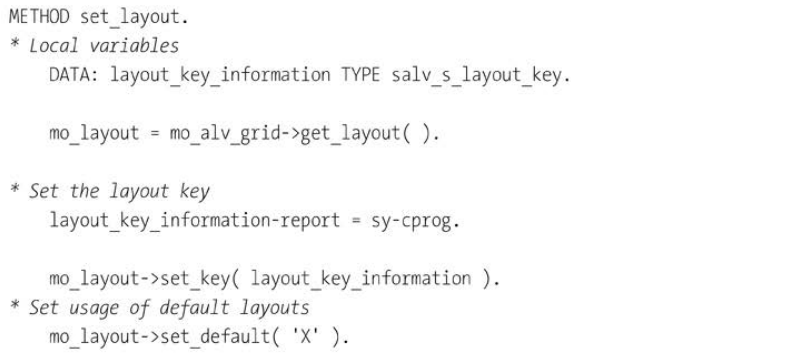 METHOD set_layout.
* Local variables
    DATA: layout_key_information TYPE salv_s_layout_key.

    mo_layout = mo_alv_grid->get_layout( ).

* Set the layout key
    layout_key_information-report = sy-cprog.

    mo_layout->set_key( layout_key_information ).
* Set usage of default layouts
    mo_layout->set_default( 'X' ).